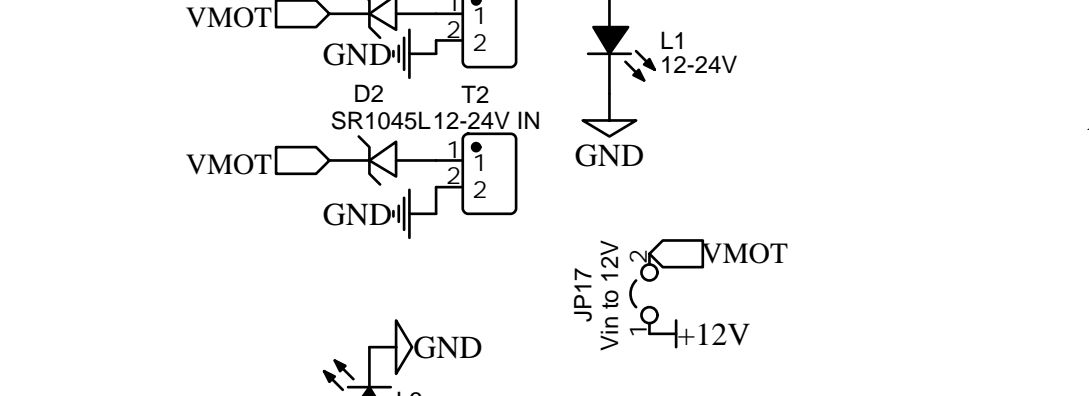 VMOT
1
1
2
2
GND
L1
12-24V
D2
T2
SR1045L
12-24V IN
GND
VMOT
1
1
2
2
GND
JP17
Vin to 12V
2
VMOT
1
+12V
GND